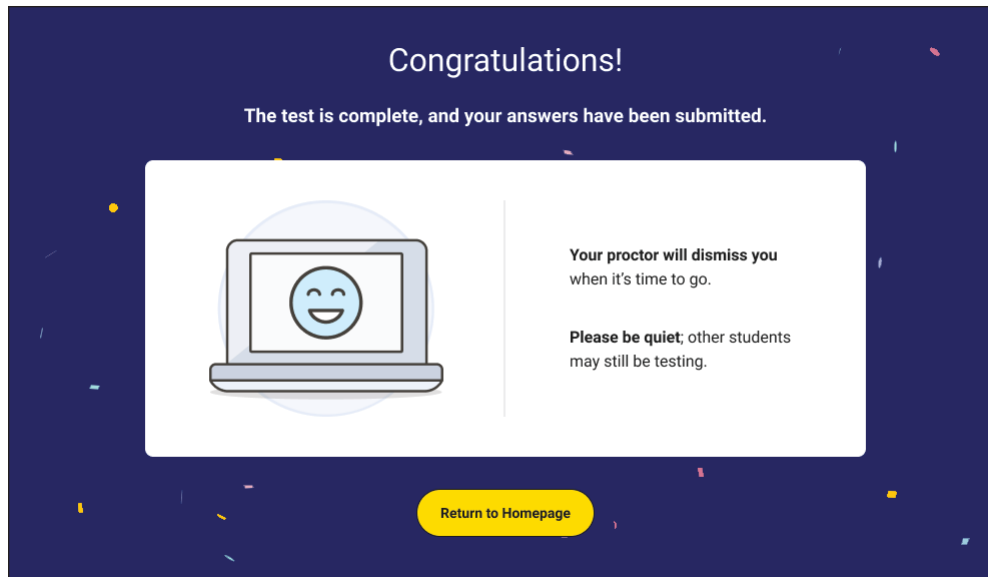 Congratulations!
The test is complete, and your answers have been submitted.
Your proctor will dismiss you
when it’s time to go.
Please be quiet; other students
may still be testing.
Return to Homepage